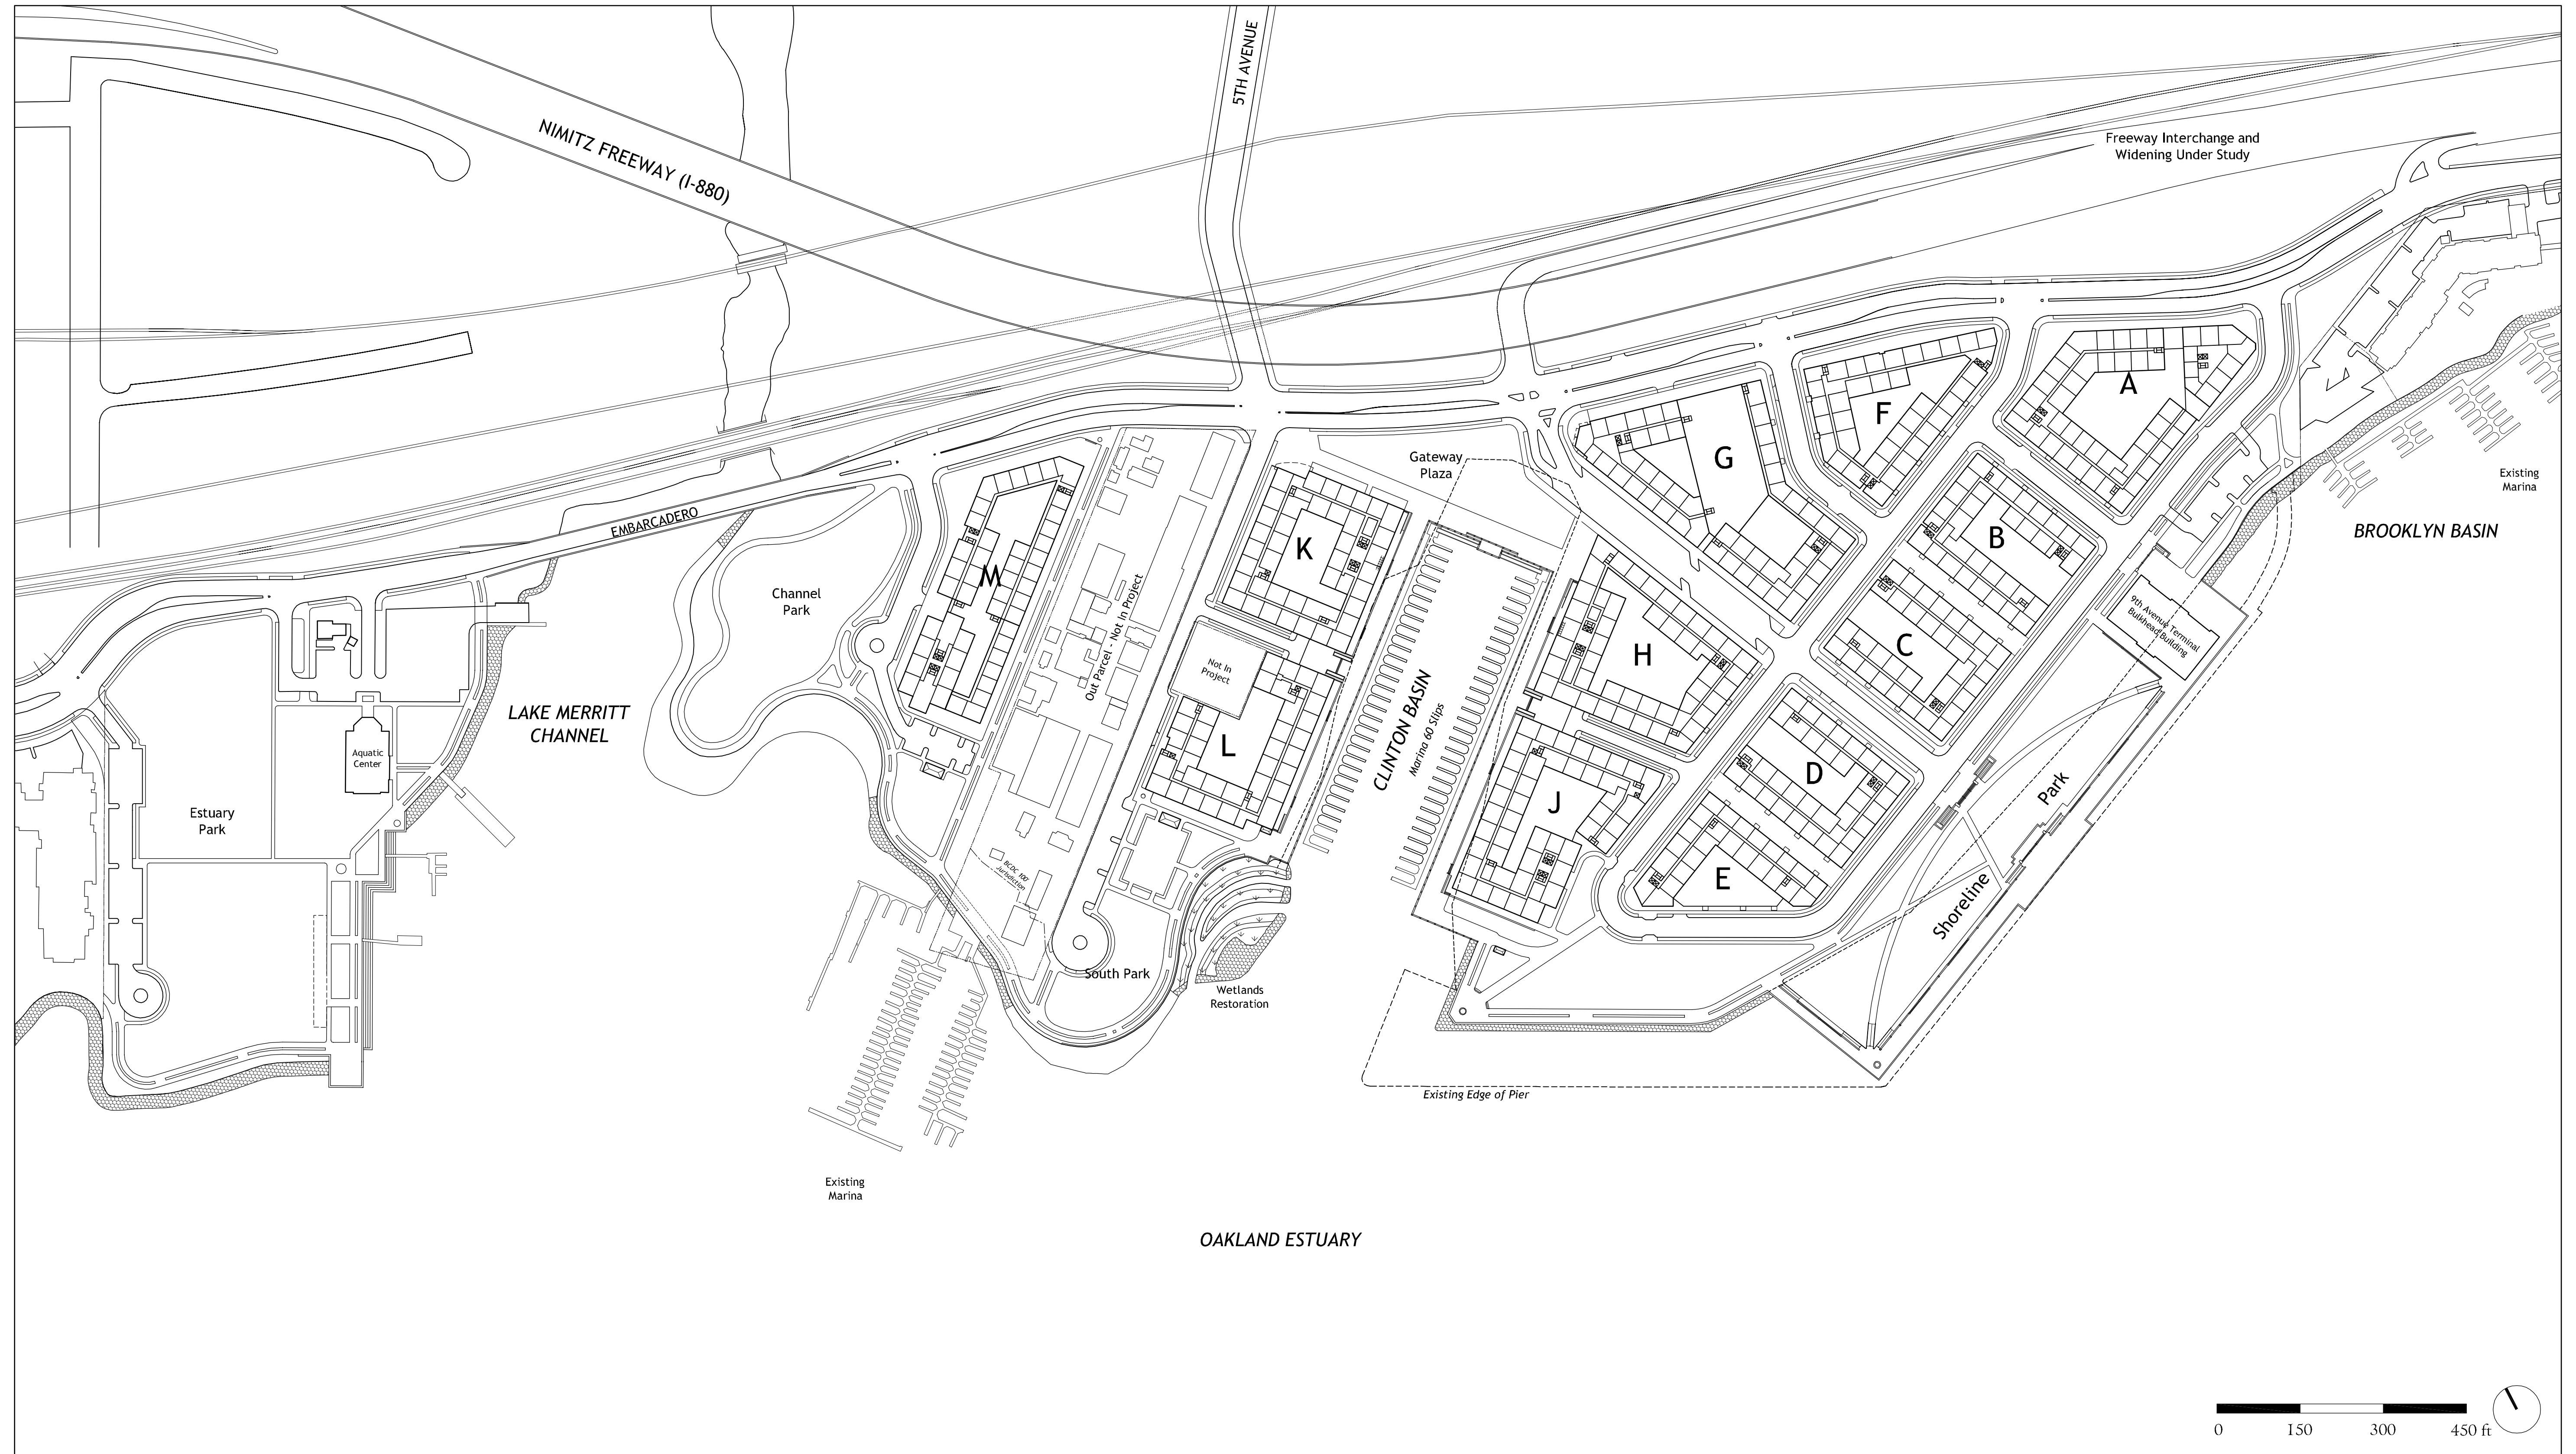 5TH AVENUE
NIMITZ FREEWAY (I-880)
Freeway Interchange and
Widening Under Study
A
F
G
Gateway
Plaza
Existing
Marina
BROOKLYN BASIN
B
K
EMBARCADERO
M
Channel
Park
Out Parcel - Not In Project
9th Avenue Terminal
Bulkhead Building
C
H
Not In
Project
LAKE MERRITT
CHANNEL
CLINTON BASIN
Marina 60 Slips
L
Aquatic
Center
D
J
Shoreline Park
Estuary
Park
E
BCDC 100'
Jurisdiction
South Park
Wetlands
Restoration
Existing Edge of Pier
Existing
Marina
OAKLAND ESTUARY
0 150 300 450 ft